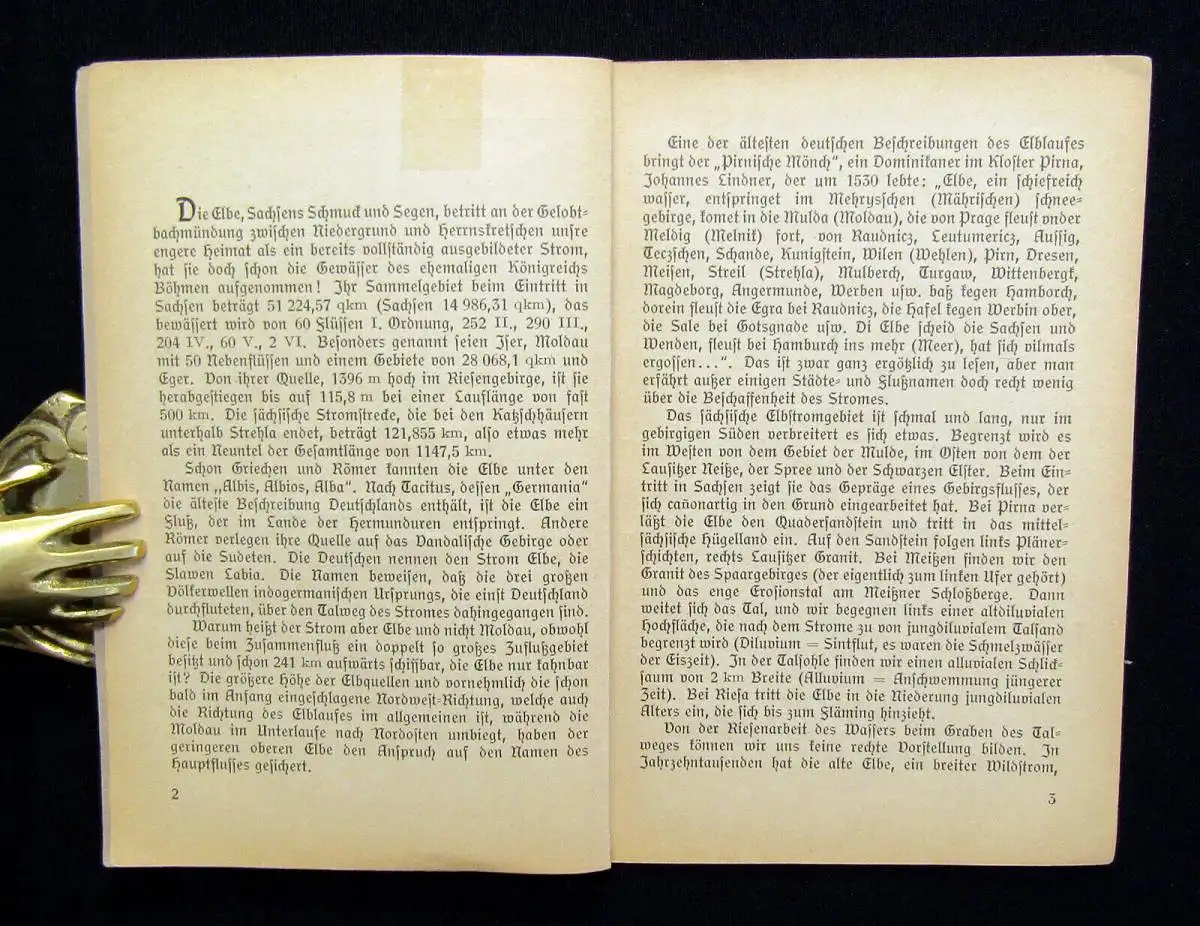 Die Elbe, Sachſens Schmuck und Segen, betritt an der Gelobt⸗
bachmündung zwiſchen Niedergrund und Herrnskretſchen unſre
engere Heimat als ein bereits vollſtändig ausgebildeter Strom,
hat ſie doch ſchon die Gewäſſer des ehemaligen Königreichs
Böhmen aufgenommen! Ihr Sammelgebiet beim Eintritt in
Sachſen beträgt 51 224,57 qkm (Sachſen 14 986,31 qkm), das
bewäſſert wird von 60 Flüſſen I. Ordnung, 252 II., 290 III.,
204 IV., 60 V., 2 VI. Beſonders genannt ſeien Iſer, Moldau
mit 50 Nebenflüſſen und einem Gebiete von 28 068,1 qkm und
Eger. Von ihrer Quelle, 1396 m hoch im Rieſengebirge, iſt ſie
herabgeſtiegen bis auf 115,8 m bei einer Lauflänge von faſt
500 km. Die ſächſiſche Stromſtrecke, die bei den Katzſchhäuſern
unterhalb Strehla endet, beträgt 121,855 km, alſo etwas mehr
als ein Neuntel der Geſamtlänge von 1147,5 km.
Schon Griechen und Römer kannten die Elbe unter den
Namen „Albis, Albios, Alba“. Nach Tacitus, deſſen „Germania“
die älteſte Beſchreibung Deutſchlands enthält, iſt die Elbe ein
Fluß, der im Lande der Hermunduren entſpringt. Andere
Römer verlegen ihre Quelle auf das Vandaliſche Gebirge oder
auf die Sudeten. Die Deutſchen nennen den Strom Elbe, die
Slawen Labia. Die Namen beweiſen, daß die drei großen
Völkerwellen indogermaniſchen Urſprungs, die einſt Deutſchland
durchfluteten, über den Talweg des Stromes dahingegangen ſind.
Warum heißt der Strom aber Elbe und nicht Moldau, obwohl
dieſe beim Zuſammenfluß ein doppelt ſo großes Zuflußgebiet
beſitzt und ſchon 241 km aufwärts ſchiffbar, die Elbe nur kahnbar
iſt? Die größere Höhe der Elbquellen und vornehmlich die ſchon
bald im Anfang eingeſchlagene Nordweſt⸗Richtung, welche auch
die Richtung des Elblaufes im allgemeinen iſt, während die
Moldau im Unterlaufe nach Nordoſten umbiegt, haben der
geringeren oberen Elbe den Anſpruch auf den Namen des
Hauptfluſſes geſichert.
2
Eine der älteſten deutſchen Beſchreibungen des Elblaufes
bringt der „Pirniſche Mönch“, ein Dominikaner im Kloſter Pirna,
Johannes Lindner, der um 1530 lebte: „Elbe, ein ſchiefreich
waſſer, entſpringet im Mehryſchen (Mähriſchen) ſchnee⸗
gebirge, komet in die Mulda (Moldau), die von Prage fleuſt vnder
Meldig (Melnik) fort, von Raudnicz, Leutumericz, Auſſig,
Teczſchen, Schande, Kunigſtein, Wilen (Wehlen), Pirn, Dresen,
Meiſen, Streil (Strehla), Mulberch, Turgaw, Wittenbergk,
Magdeborg, Angermunde, Werben uſw. baß kegen Hamborch,
dorein fleuſt die Egra bei Raudnicz, die Hafel kegen Werbin ober,
die Sale bei Gotsgnade uſw. Di Elbe ſcheid die Sachſen und
Wenden, fleuſt bei Hamburch ins mehr (Meer), hat ſich vilmals
ergoſſen...“. Das iſt zwar ganz ergötzlich zu leſen, aber man
erfährt außer einigen Städte⸗ und Flußnamen doch recht wenig
über die Beſchaffenheit des Stromes.
Das ſächſiſche Elbſtromgebiet iſt ſchmal und lang, nur im
gebirgigen Süden verbreitert es ſich etwas. Begrenzt wird es
im Weſten von dem Gebiet der Mulde, im Oſten von dem der
Lauſitzer Neiße, der Spree und der Schwarzen Elſter. Beim Ein⸗
tritt in Sachſen zeigt ſie das Gepräge eines Gebirgsfluſſes, der
ſich cañonartig in den Grund eingearbeitet hat. Bei Pirna ver⸗
läßt die Elbe den Quaderſandſtein und tritt in das mittel⸗
ſächſiſche Hügelland ein. Auf den Sandſtein folgen links Pläner⸗
ſchichten, rechts Lauſitzer Granit. Bei Meißen finden wir den
Granit des Spaargebirges (der eigentlich zum linken Ufer gehört)
und das enge Eroſionstal am Meißner Schloßberge. Dann
weitet ſich das Tal, und wir begegnen links einer altdiluvialen
Hochfläche, die nach dem Strome zu von jungdiluvialem Talſand
begrenzt wird (Diluvium = Sintflut, es waren die Schmelzwäſſer
der Eiszeit). In der Talſohle finden wir einen alluvialen Schlick⸗
ſaum von 2 km Breite (Alluvium = Anſchwemmung jüngerer
Zeit). Bei Rieſa tritt die Elbe in die Niederung jungdiluvialen
Alters ein, die ſich bis zum Fläming hinzieht.
Von der Rieſenarbeit des Waſſers beim Graben des Tal⸗
weges können wir uns keine rechte Vorſtellung bilden. In
Jahrzehntauſenden hat die alte Elbe, ein breiter Wildſtrom,
3